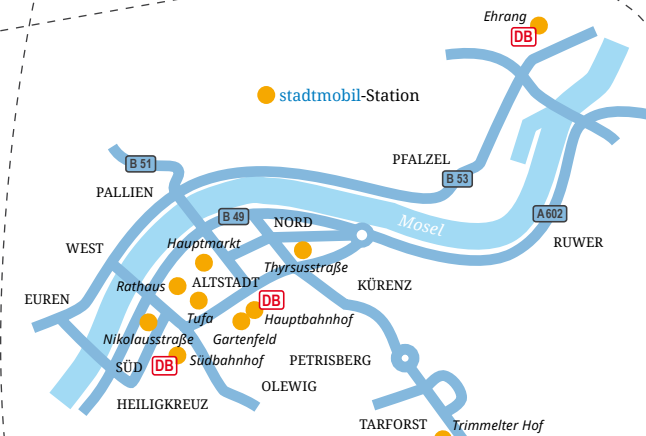 Ehrang
DB
stadtmobil-Station
B 51
PFALZEL
B 53
PALLIEN
A 602
B 49
NORD
Mosel
RUWER
WEST
Hauptmarkt
Thyrsusstraße
Rathaus
ALTSTADT
KÜRENZ
EUREN
DB
Tufa
Hauptbahnhof
Nikolausstraße
Gartenfeld
SÜD
DB
Südbahnhof
PETRISBERG
OLEWIG
HEILIGKREUZ
TARFORST
Trimmelter Hof